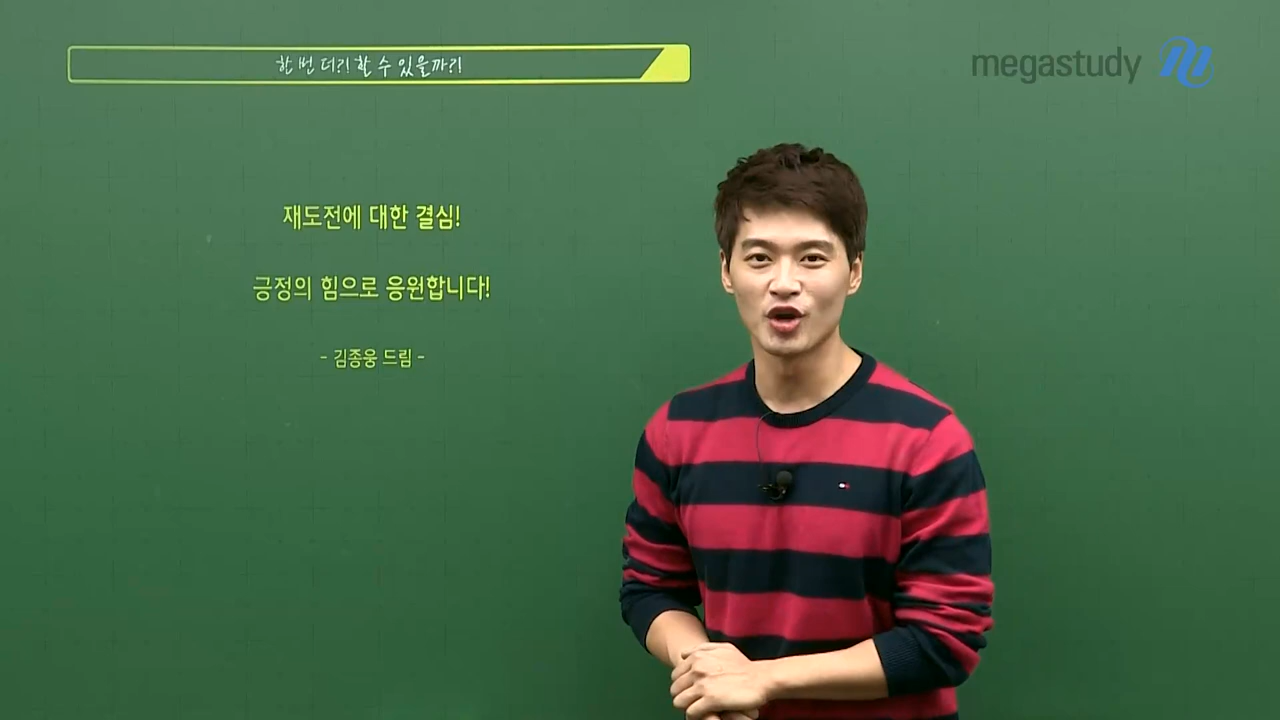 한 번 더?! 할 수 있을까?!
megastudy
재도전에 대한 결심!
긍정의 힘으로 응원합니다!
- 김종웅 드림 -